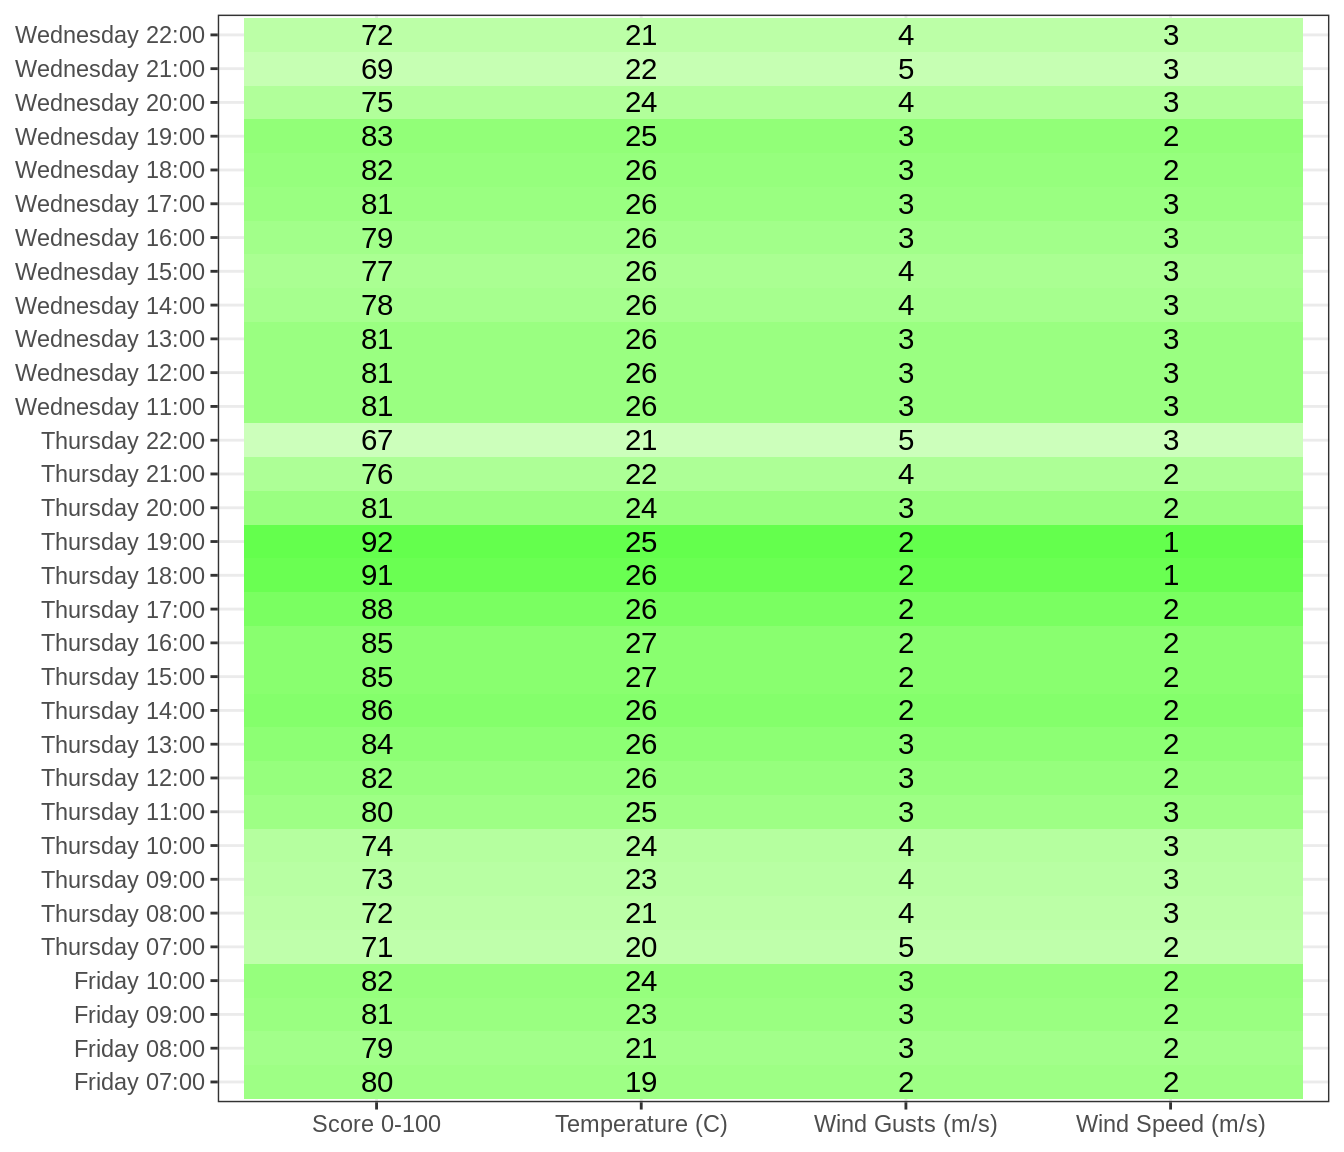 Wednesday 22:00 72 21 4 3
Wednesday 21:00 69 22 5 3
Wednesday 20:00 75 24 4 3
Wednesday 19:00 83 25 3 2
Wednesday 18:00 82 26 3 2
Wednesday 17:00 81 26 3 3
Wednesday 16:00 79 26 3 3
Wednesday 15:00 77 26 4 3
Wednesday 14:00 78 26 4 3
Wednesday 13:00 81 26 3 3
Wednesday 12:00 81 26 3 3
Wednesday 11:00 81 26 3 3
Thursday 22:00 67 21 5 3
Thursday 21:00 76 22 4 2
Thursday 20:00 81 24 3 2
Thursday 19:00 92 25 2 1
Thursday 18:00 91 26 2 1
Thursday 17:00 88 26 2 2
Thursday 16:00 85 27 2 2
Thursday 15:00 85 27 2 2
Thursday 14:00 86 26 2 2
Thursday 13:00 84 26 3 2
Thursday 12:00 82 26 3 2
Thursday 11:00 80 25 3 3
Thursday 10:00 74 24 4 3
Thursday 09:00 73 23 4 3
Thursday 08:00 72 21 4 3
Thursday 07:00 71 20 5 2
Friday 10:00 82 24 3 2
Friday 09:00 81 23 3 2
Friday 08:00 79 21 3 2
Friday 07:00 80 19 2 2
Score 0-100 Temperature (C) Wind Gusts (m/s) Wind Speed (m/s)